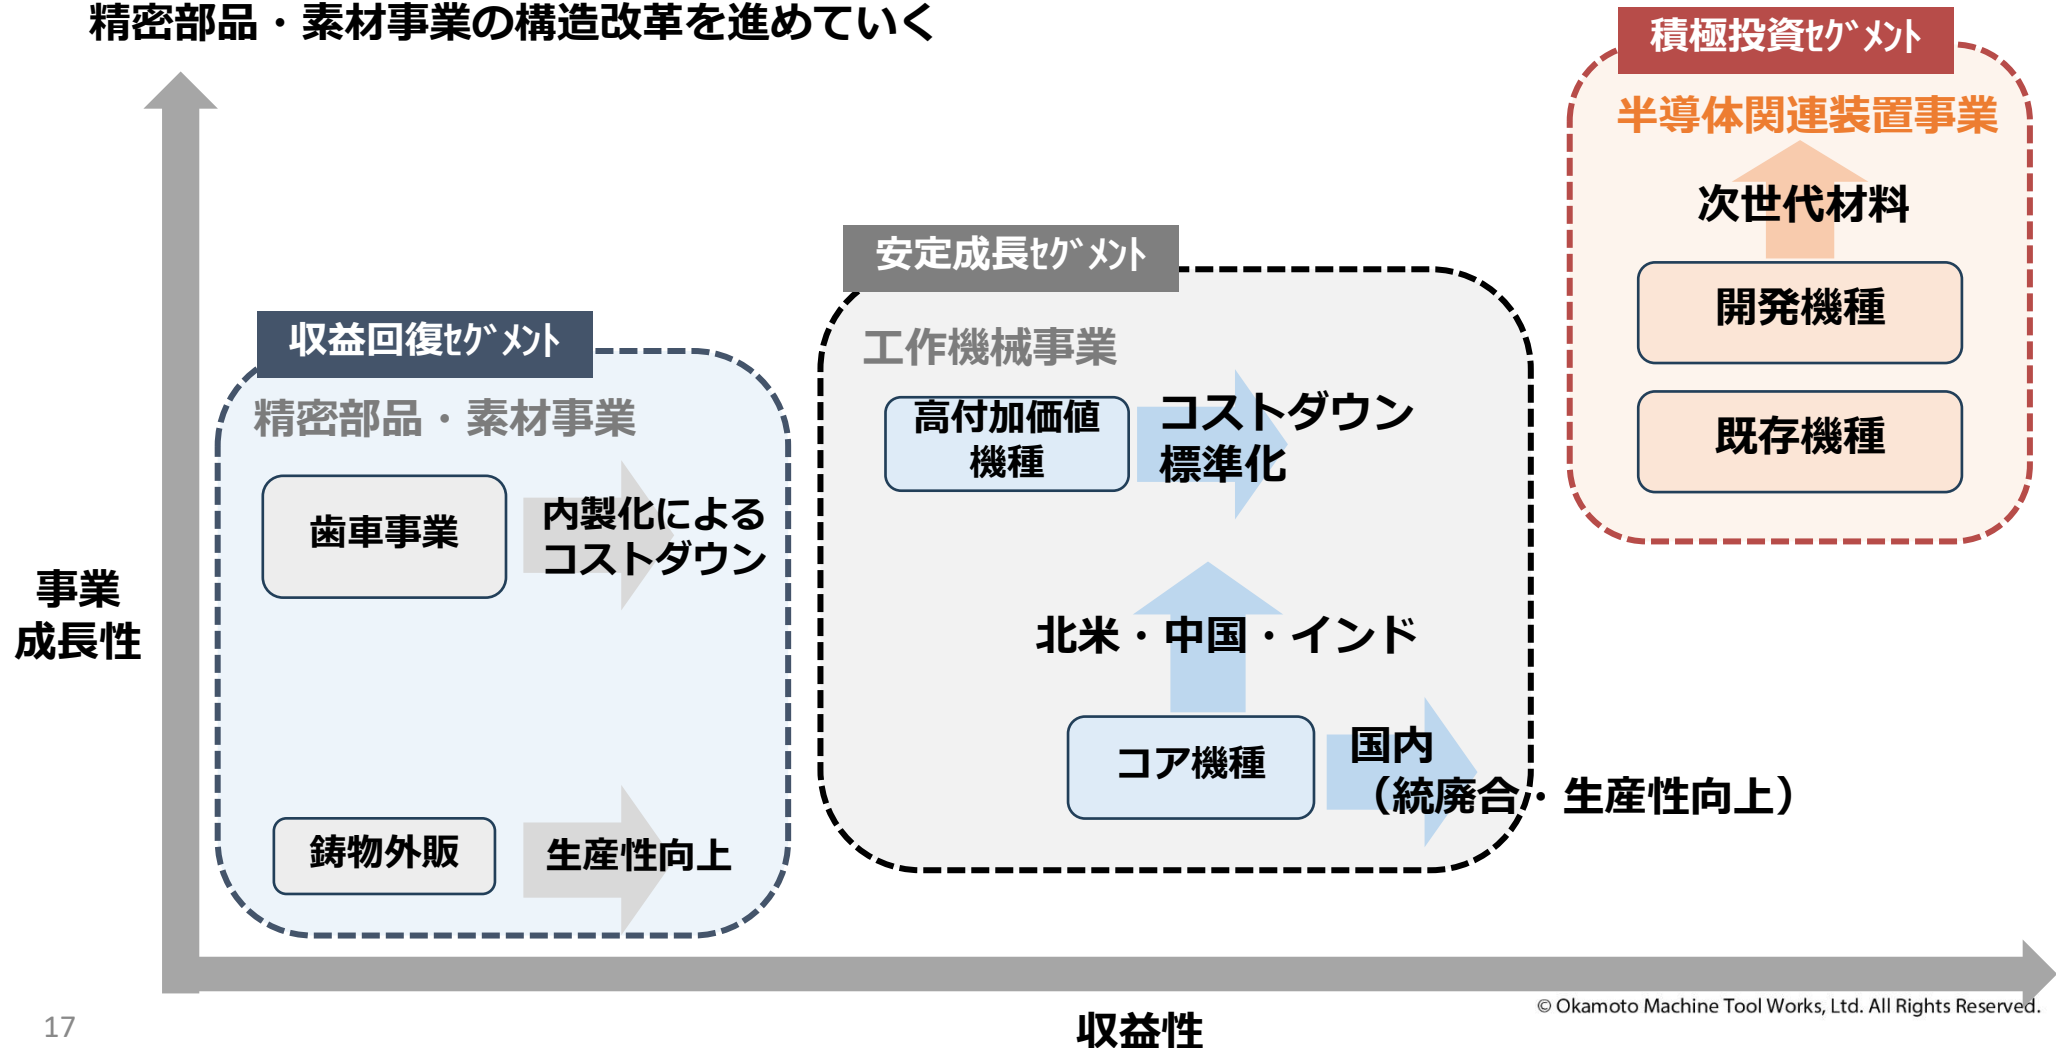 精密部品・素材事業の構造改革を進めていく
積極投資ｾｸﾞﾒﾝﾄ
半導体関連装置事業
次世代材料
開発機種
既存機種
安定成長ｾｸﾞﾒﾝﾄ
工作機械事業
高付加価値
機種
コストダウン
標準化
北米・中国・インド
コア機種
国内
（統廃合・生産性向上）
収益回復ｾｸﾞﾒﾝﾄ
精密部品・素材事業
歯車事業
内製化による
コストダウン
鋳物外販
生産性向上
事業
成長性
収益性
© Okamoto Machine Tool Works, Ltd. All Rights Reserved.
17